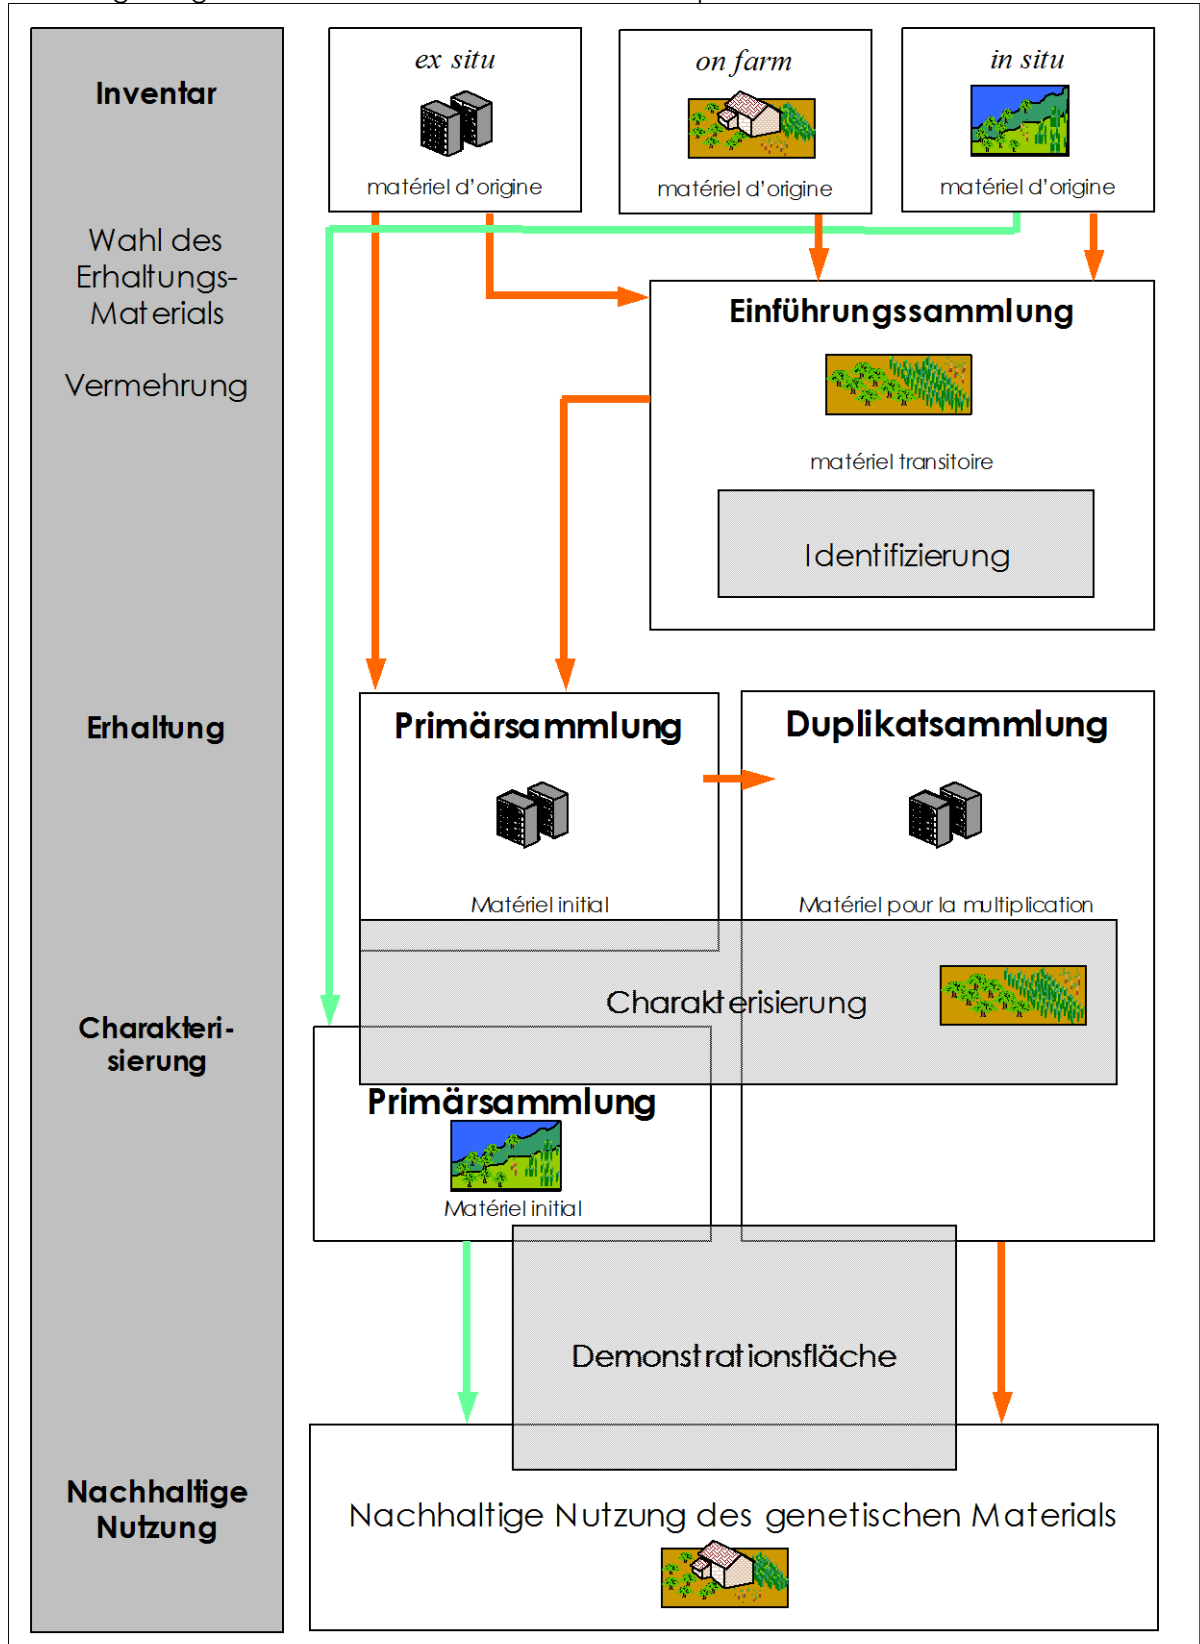 Inventar
ex situ
on farm
in situ
matériel d'origine
matériel d'origine
matériel d'origine
Wahl des
Erhaltungs-
Materials
Vermehrung
Einführungssammlung
matériel transitoire
Identifizierung
Erhaltung
Primärsammlung
Duplikatsammlung
Matériel initial
Matériel pour la multiplication
Charakterisierung
Charakteri-
sierung
Primärsammlung
Matériel initial
Demonstrationsfläche
Nachhaltige
Nutzung
Nachhaltige Nutzung des genetischen Materials